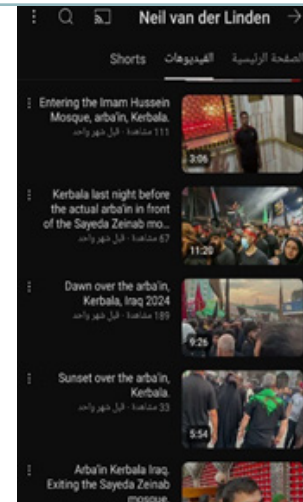 Neil van der Linden
الصفحة الرئيسية الفيديوهات Shorts
Entering the Imam Hussein
Mosque, arba'in, Kerbala.
111 مشاهدة · قبل شهر واحد
3:06
Kerbala last night before
the actual arba'in in front
of the Sayeda Zeinab mo...
67 مشاهدة · قبل شهر واحد
11:20
Dawn over the arba'in,
Kerbala, Iraq 2024
189 مشاهدة · قبل شهر واحد
9:26
Sunset over the arba'in,
Kerbala.
33 مشاهدة · قبل شهر واحد
5:54
Arba'in Kerbala Iraq.
Exiting the Sayeda Zeinab
mosque.